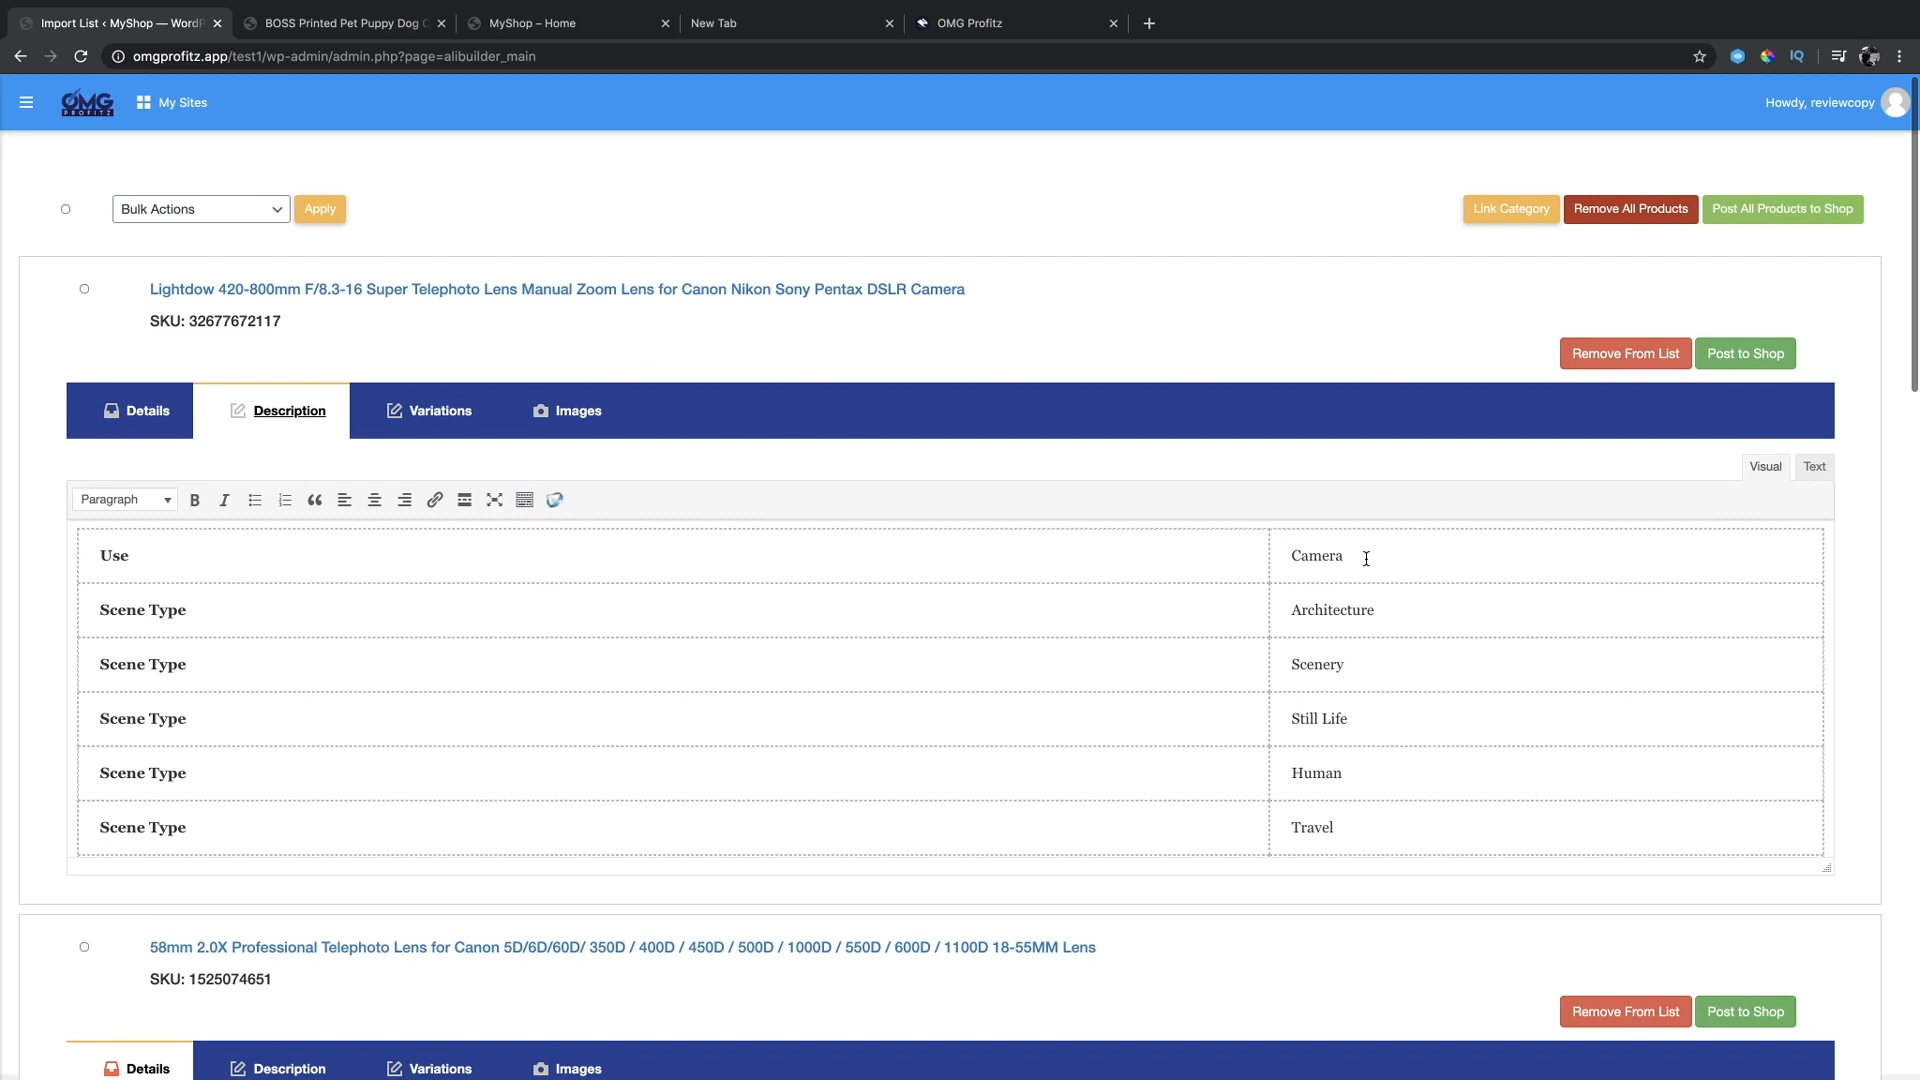 Import List ‹ MyShop — WordP
BOSS Printed Pet Puppy Dog C
MyShop – Home
New Tab
OMG Profitz
omgprofitz.app/test1/wp-admin/admin.php?page=alibuilder_main
IQ
OMG PROFITZ
My Sites
Howdy, reviewcopy
Bulk Actions
Apply
Link Category
Remove All Products
Post All Products to Shop
Lightdow 420-800mm F/8.3-16 Super Telephoto Lens Manual Zoom Lens for Canon Nikon Sony Pentax DSLR Camera
SKU: 32677672117
Remove From List
Post to Shop
Details
Description
Variations
Images
Visual
Text
Paragraph
B
I
Use
Camera
Scene Type
Architecture
Scene Type
Scenery
Scene Type
Still Life
Scene Type
Human
Scene Type
Travel
58mm 2.0X Professional Telephoto Lens for Canon 5D/6D/60D/ 350D / 400D / 450D / 500D / 1000D / 550D / 600D / 1100D 18-55MM Lens
SKU: 1525074651
Remove From List
Post to Shop
Details
Description
Variations
Images